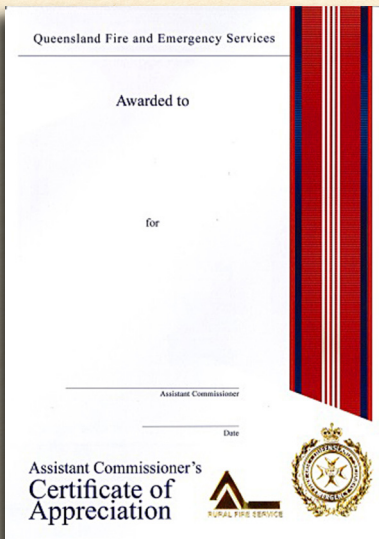 Queensland Fire and Emergency Services
Awarded to
for
Assistant Commissioner
Date
Assistant Commissioner's
Certificate of
Appreciation
RURAL FIRE SERVICE
QUEENSLAND